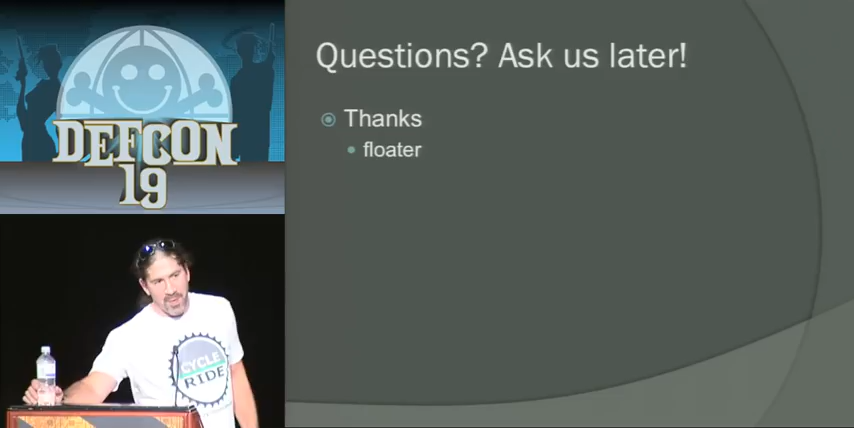 DEFCON
19
Questions? Ask us later!
Thanks
floater
CYCLE
RIDE